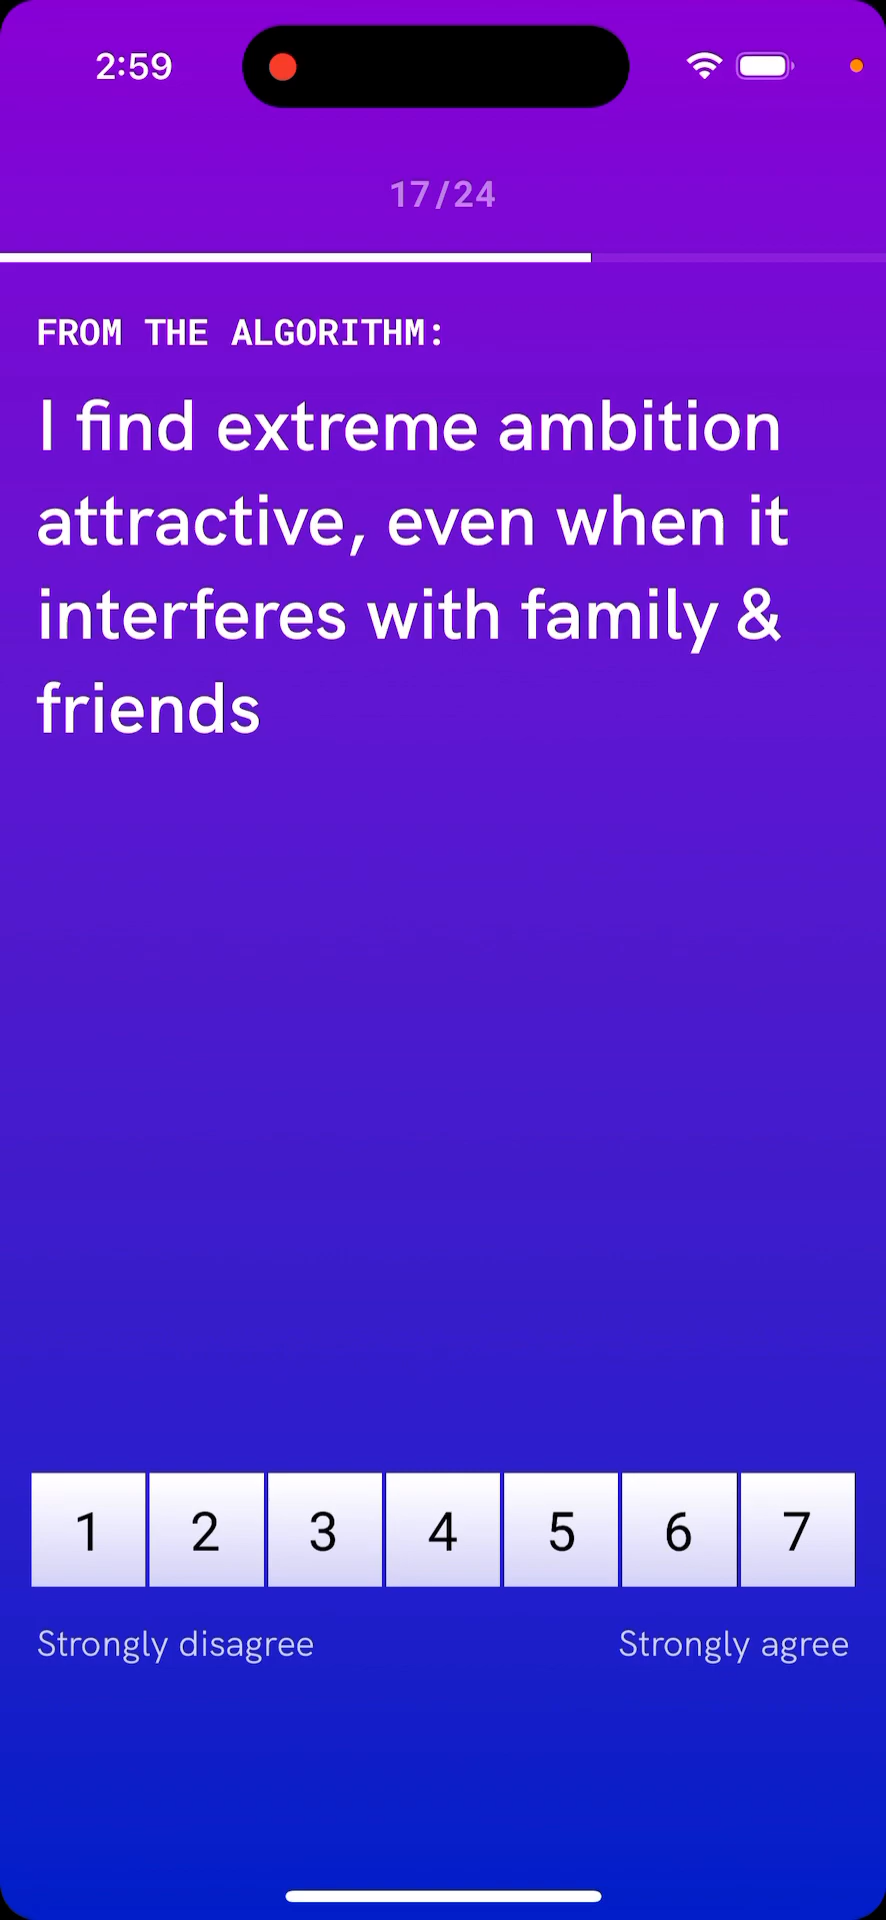 2:59
17/24
FROM THE ALGORITHM:
I find extreme ambition
attractive, even when it
interferes with family &
friends
1 2 3 4 5 6 7
Strongly disagree Strongly agree